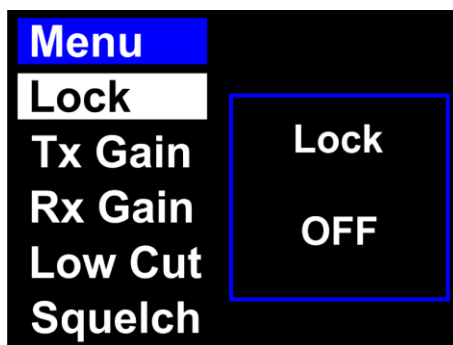 Menu
Lock
Tx Gain
Rx Gain
Low Cut
Squelch
Lock
OFF